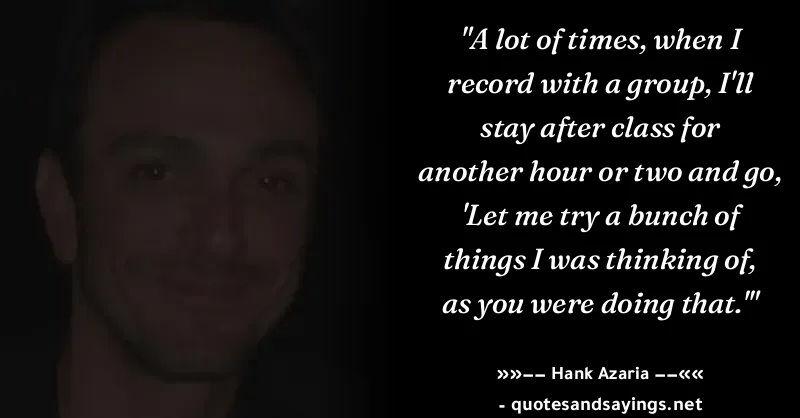 "A lot of times, when I
record with a group, I'll
stay after class for
another hour or two and go,
'Let me try a bunch of
things I was thinking of,
as you were doing that.'"
»»-- Hank Azaria --««
- quotesandsayings.net